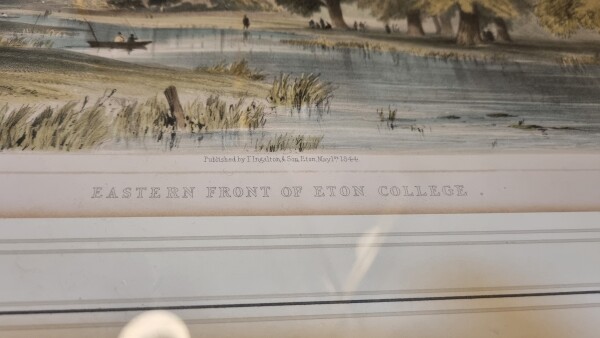 Published by T. Ingalton, & Son, Eton, May 1st 1844.
EASTERN FRONT OF ETON COLLEGE.